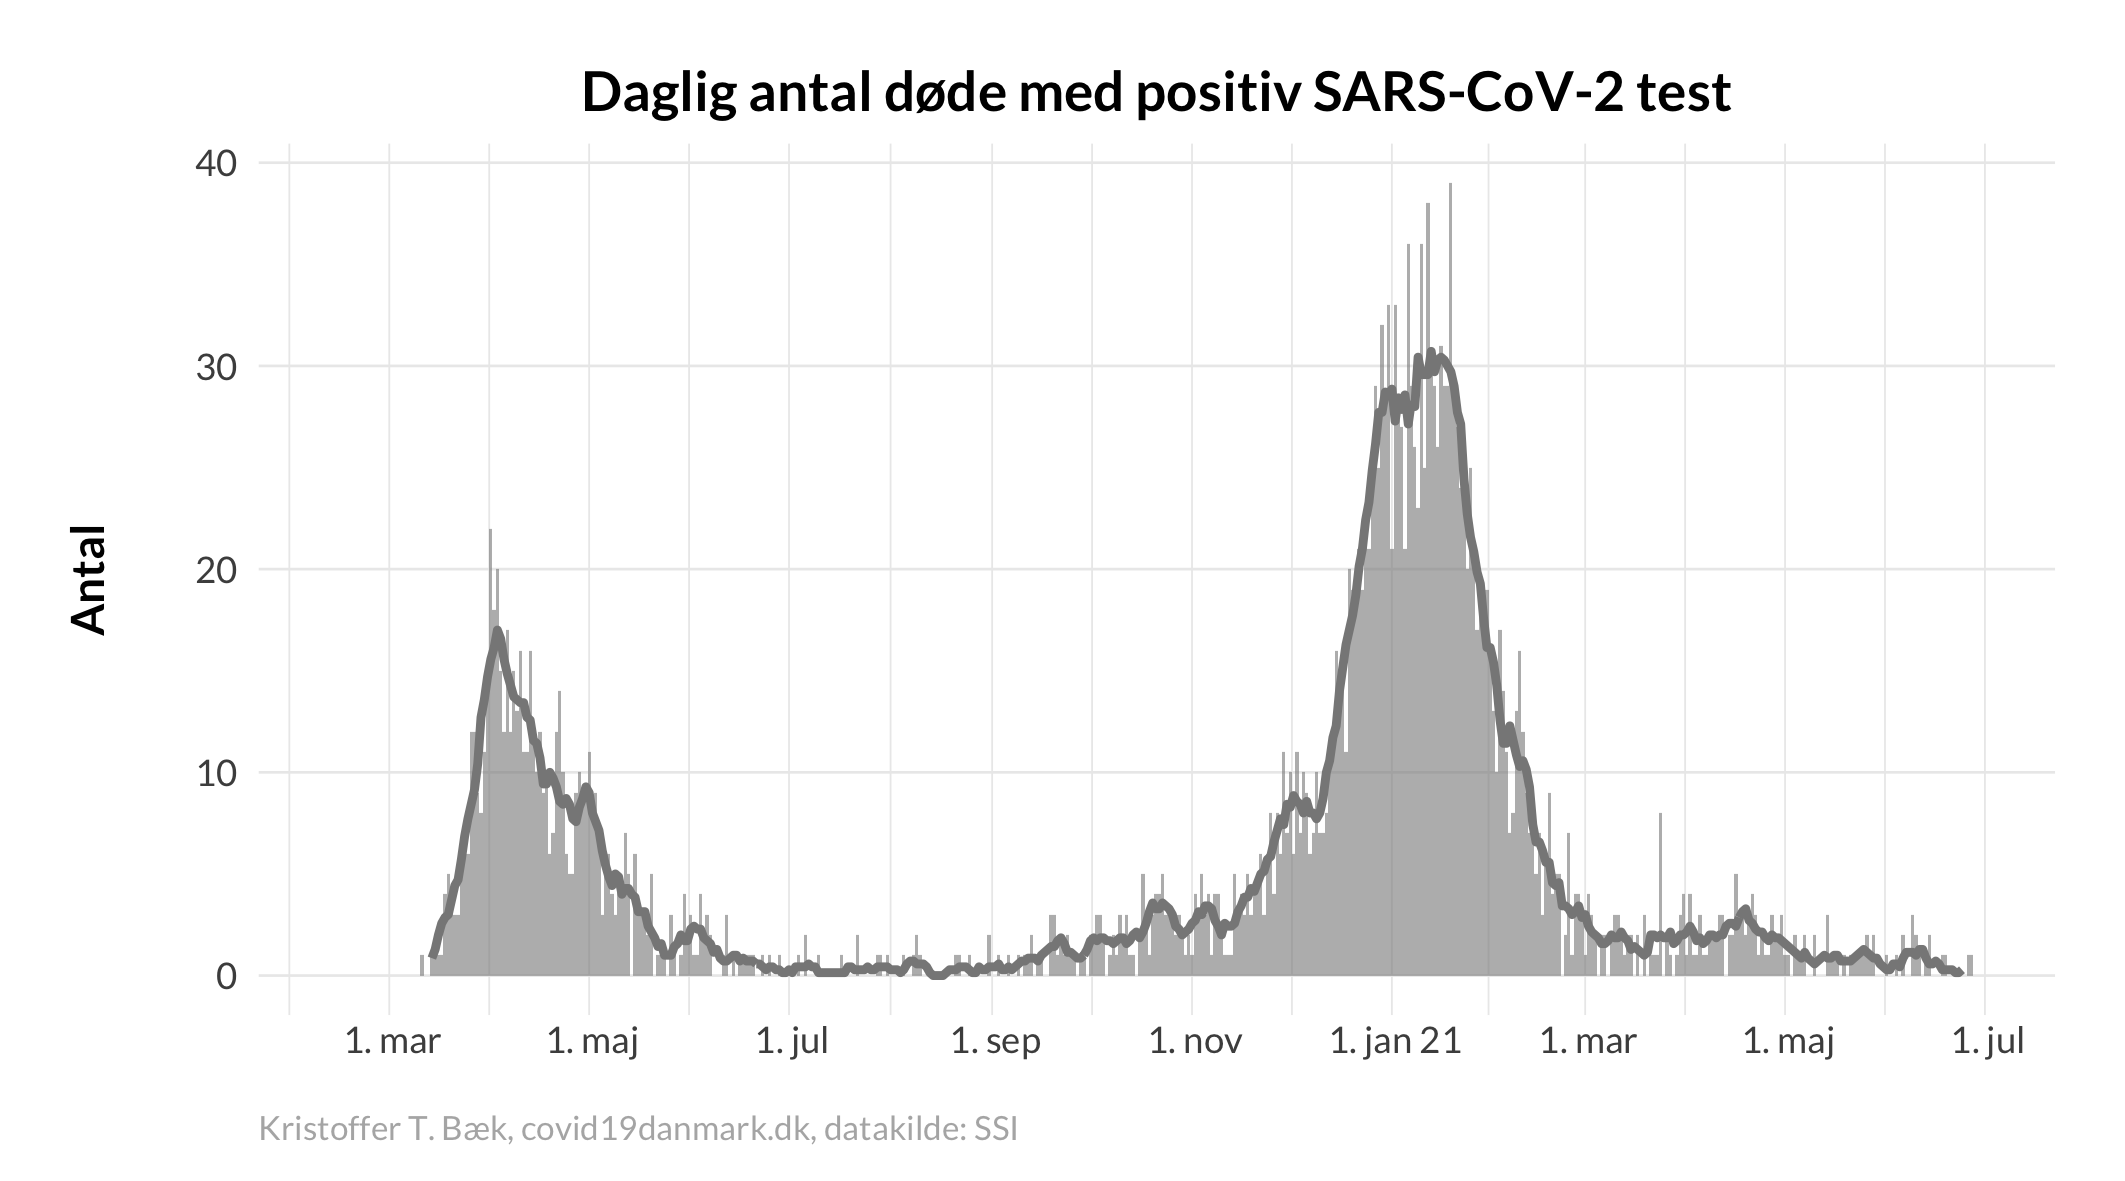 Daglig antal døde med positiv SARS-CoV-2 test
Antal
40
30
20
10
0
1. mar
1. maj
1. jul
1. sep
1. nov
1. jan 21
1. mar
1. maj
1. jul
Kristoffer T. Bæk, covid19danmark.dk, datakilde: SSI